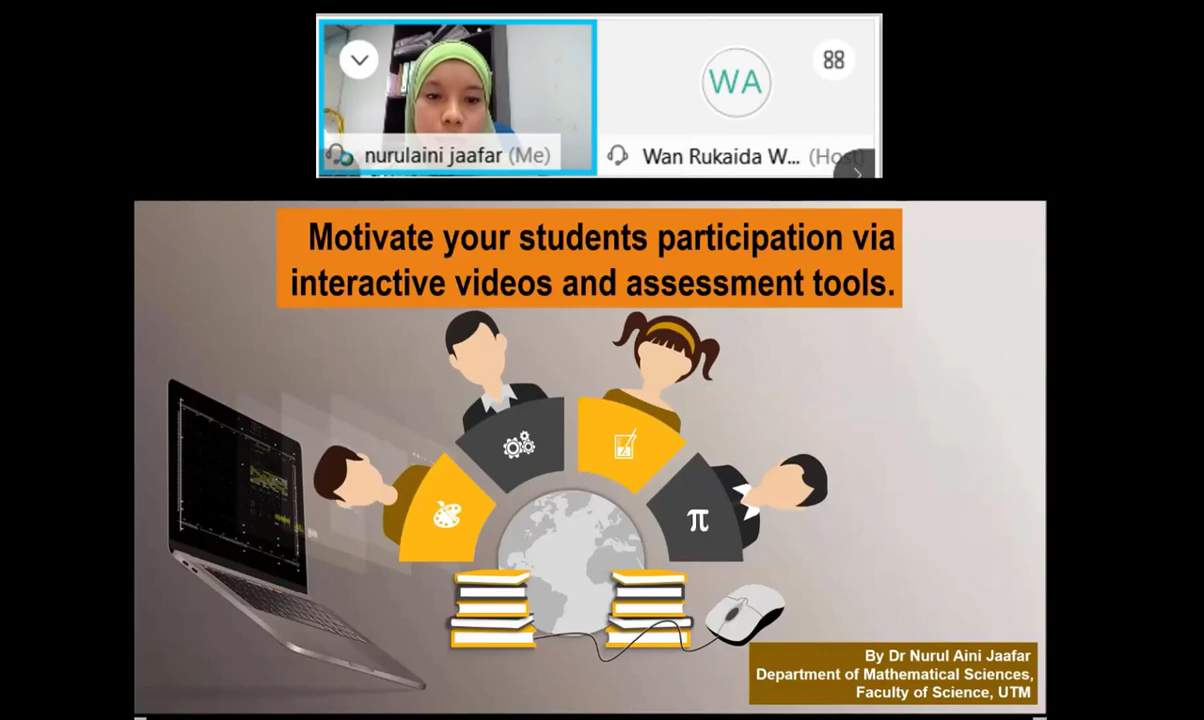 WA
nurulaini jaafar (Me)
Wan Rukaida W... (Host)
Motivate your students participation via
interactive videos and assessment tools.
π
By Dr Nurul Aini Jaafar
Department of Mathematical Sciences,
Faculty of Science, UTM